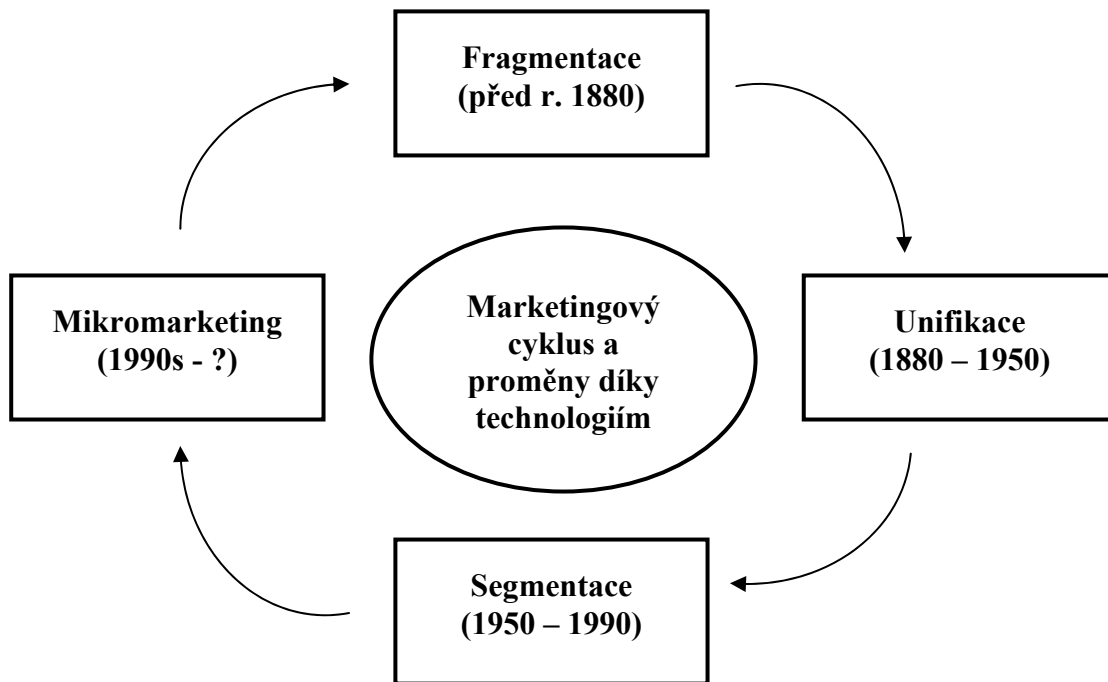 Fragmentace
(před r. 1880)
Mikromarketing
(1990s - ?)
Marketingový
cyklus a
proměny díky
technologiím
Unifikace
(1880 – 1950)
Segmentace
(1950 – 1990)